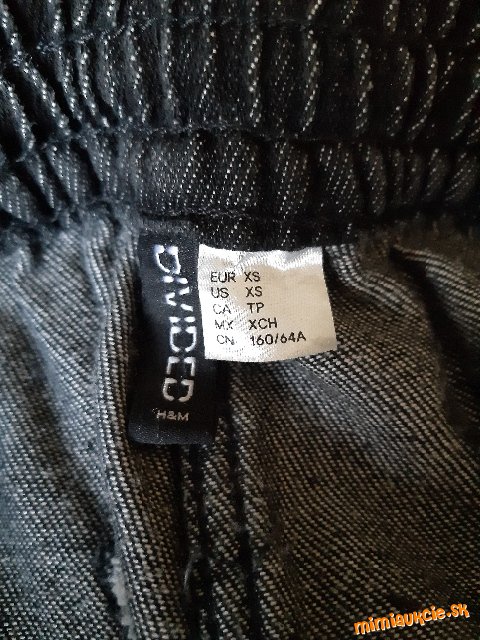 DIVIDED
H&M
EUR XS
US XS
CA TP
MX XCH
CN 160/64A
mimiaukcie.sk